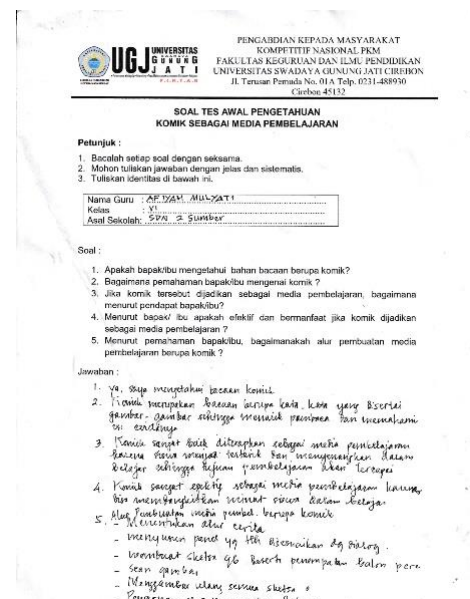 UGJ UNIVERSITAS
GUNUNG
JATI
PENGABDIAN KEPADA MASYARAKAT
KOMPETITIF NASIONAL PKM
FAKULTAS KEGURUAN DAN ILMU PENDIDIKAN
UNIVERSITAS SWADAYA GUNUNG JATI CIREBON
Jl. Terusan Pemuda No. 01A Telp. 0231-488930
Cirebon 45132
SOAL TES AWAL PENGETAHUAN
KOMIK SEBAGAI MEDIA PEMBELAJARAN
Petunjuk :
1. Bacalah setiap soal dengan seksama.
2. Mohon tuliskan jawaban dengan jelas dan sistematis.
3. Tuliskan identitas di bawah ini.
Nama Guru : AFIYAH MULYATI
Kelas : VI
Asal Sekolah: SDN 2 Sumber
Soal :
1. Apakah bapak/ibu mengetahui bahan bacaan berupa komik?
2. Bagaimana pemahaman bapak/ibu mengenai komik ?
3. Jika komik tersebut dijadikan sebagai media pembelajaran, bagaimana
menurut pendapat bapak/ibu?
4. Menurut bapak/ ibu apakah efektif dan bermanfaat jika komik dijadikan
sebagai media pembelajaran ?
5. Menurut pemahaman bapak/ibu, bagaimanakah alur pembuatan media
pembelajaran berupa komik ?
Jawaban :
1. ya, saya mengetahui bacaan komik.
2. Komik merupakan bacaan berupa kata-kata yang disertai
gambar-gambar sehingga menarik pembaca dan memahami
isi ceritanya
3. Komik sangat baik diterapkan sebagai media pembelajaran
karena siswa menjadi tertarik dan menyenangkan dalam
belajar sehingga tujuan pembelajaran akan tercapai
4. Komik sangat efektif sebagai media pembelajaran karena
bisa membangkitkan minat siswa dalam belajar
5. Alur Pembuatan media pembel. berupa komik
- Menentukan alur cerita
- menyusun panel yg tlh disesuaikan dg dialog.
- membuat sketsa gb beserta penempatan balon perc
- scan gambar
- Menggambar ulang semua sketsa